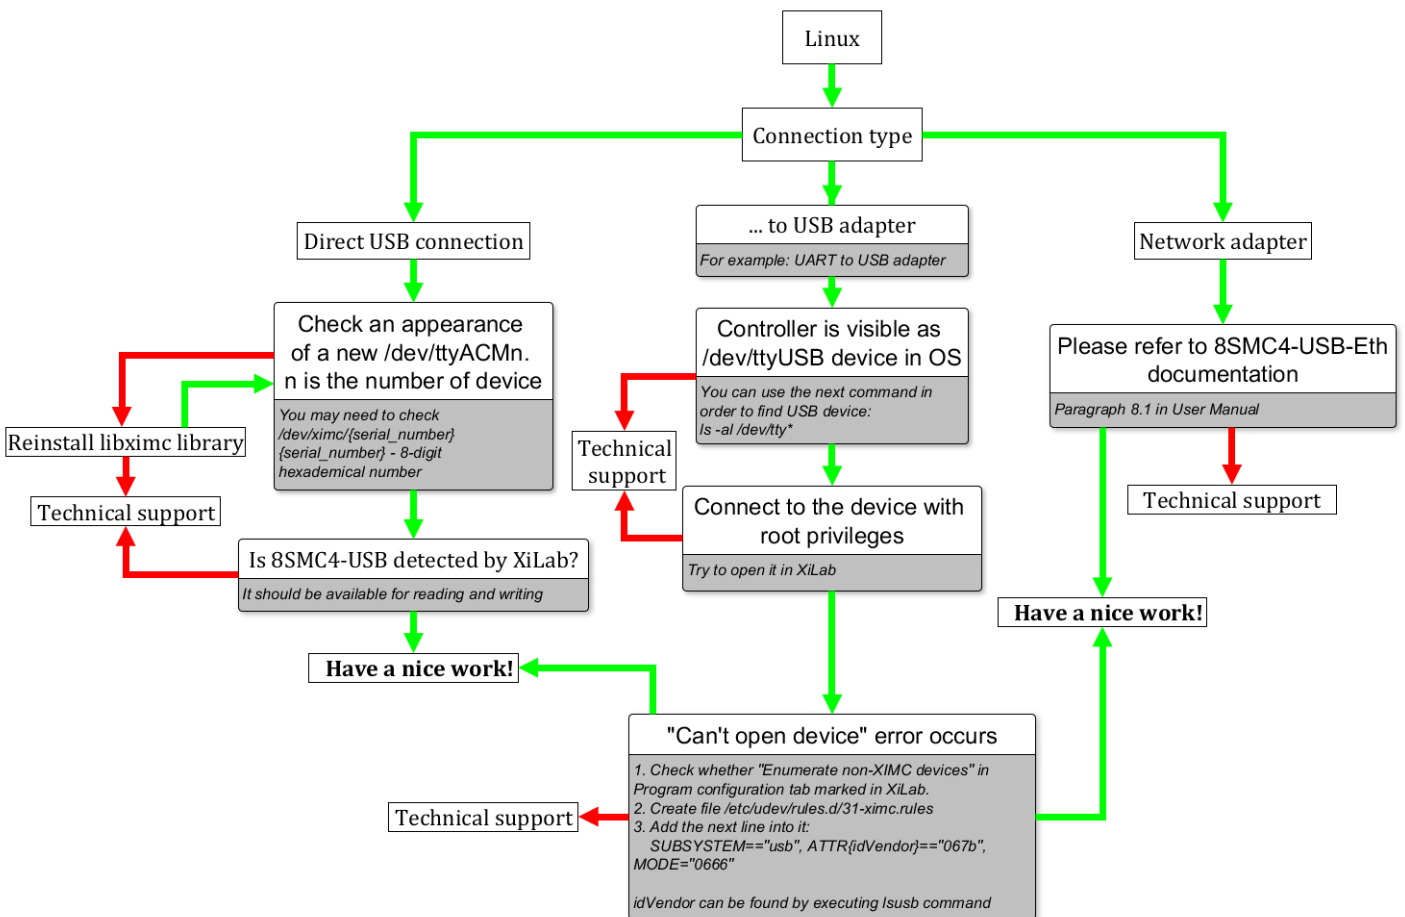 Linux
Connection type
Direct USB connection
... to USB adapter
For example: UART to USB adapter
Network adapter
Check an appearance
of a new /dev/ttyACMn.
n is the number of device
You may need to check
/dev/ximc/{serial_number}
{serial_number} - 8-digit
hexademical number
Reinstall libximc library
Technical support
Is 8SMC4-USB detected by XiLab?
It should be available for reading and writing
Have a nice work!
Controller is visible as
/dev/ttyUSB device in OS
You can use the next command in
order to find USB device:
ls -al /dev/tty*
Technical
support
Connect to the device with
root privileges
Try to open it in XiLab
Please refer to 8SMC4-USB-Eth
documentation
Paragraph 8.1 in User Manual
Technical support
Have a nice work!
"Can't open device" error occurs
1. Check whether "Enumerate non-XIMC devices" in
Program configuration tab marked in XiLab.
2. Create file /etc/udev/rules.d/31-ximc.rules
3. Add the next line into it:
SUBSYSTEM=="usb", ATTR{idVendor}=="067b",
MODE="0666"
idVendor can be found by executing lsusb command
Technical support